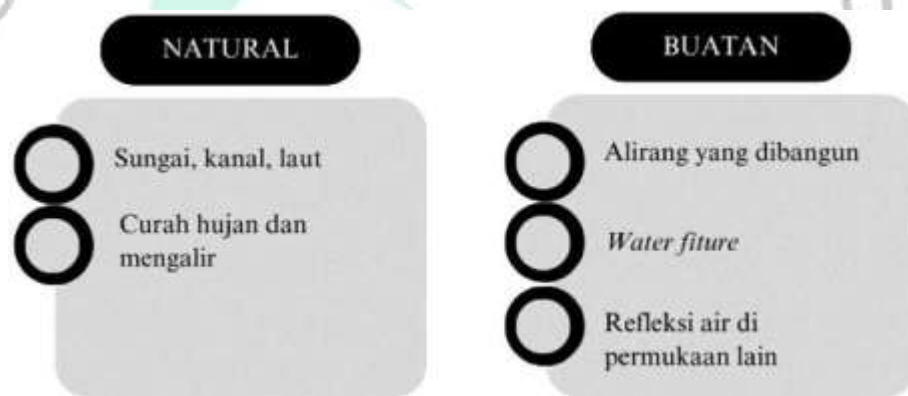 NATURAL
Sungai, kanal, laut
Curah hujan dan
mengalir
BUATAN
Alirang yang dibangun
Water fiture
Refleksi air di
permukaan lain